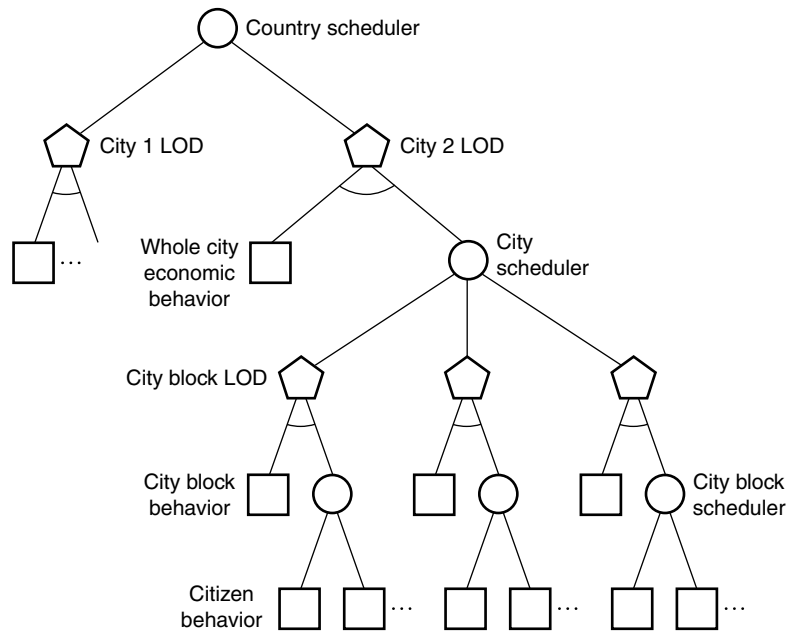 Country scheduler
City 1 LOD
City 2 LOD
...
Whole city
economic
behavior
City
scheduler
City block LOD
City block
behavior
City block
scheduler
Citizen
behavior
...
...
...